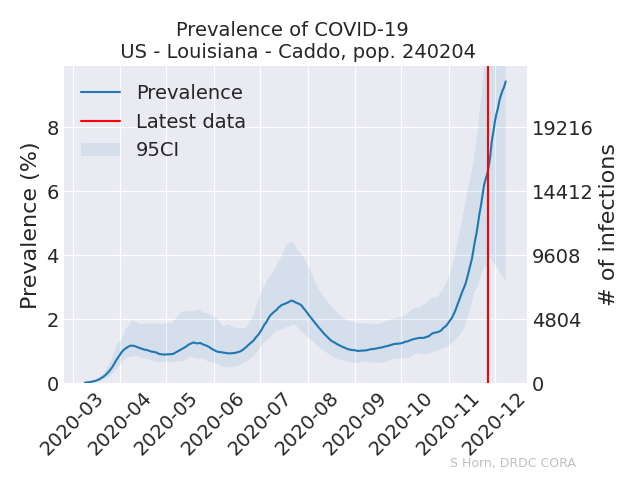 Prevalence of COVID-19
US - Louisiana - Caddo, pop. 240204
Prevalence
Latest data
95CI
Prevalence (%)
8
6
4
2
0
19216
14412
9608
4804
0
# of infections
2020-03
2020-04
2020-05
2020-06
2020-07
2020-08
2020-09
2020-10
2020-11
2020-12
S Horn, DRDC CORA